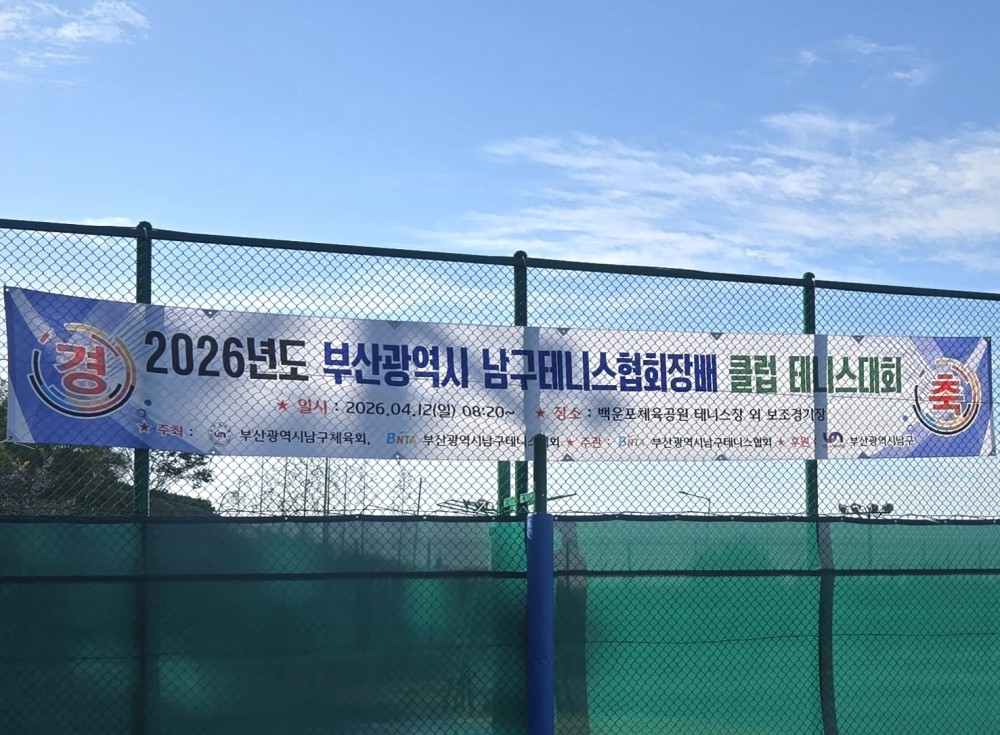 경 2026년도 부산광역시 남구테니스협회장배 클럽 테니스대회 축
★ 일시 : 2026.04.12(일) 08:20~ ★ 장소 : 백운포체육공원 테니스장 외 보조경기장
★ 주최 : 부산광역시남구체육회, BNTA 부산광역시남구테니스협회 ★ 주관 : BNTA 부산광역시남구테니스협회 ★ 후원 : 부산광역시남구